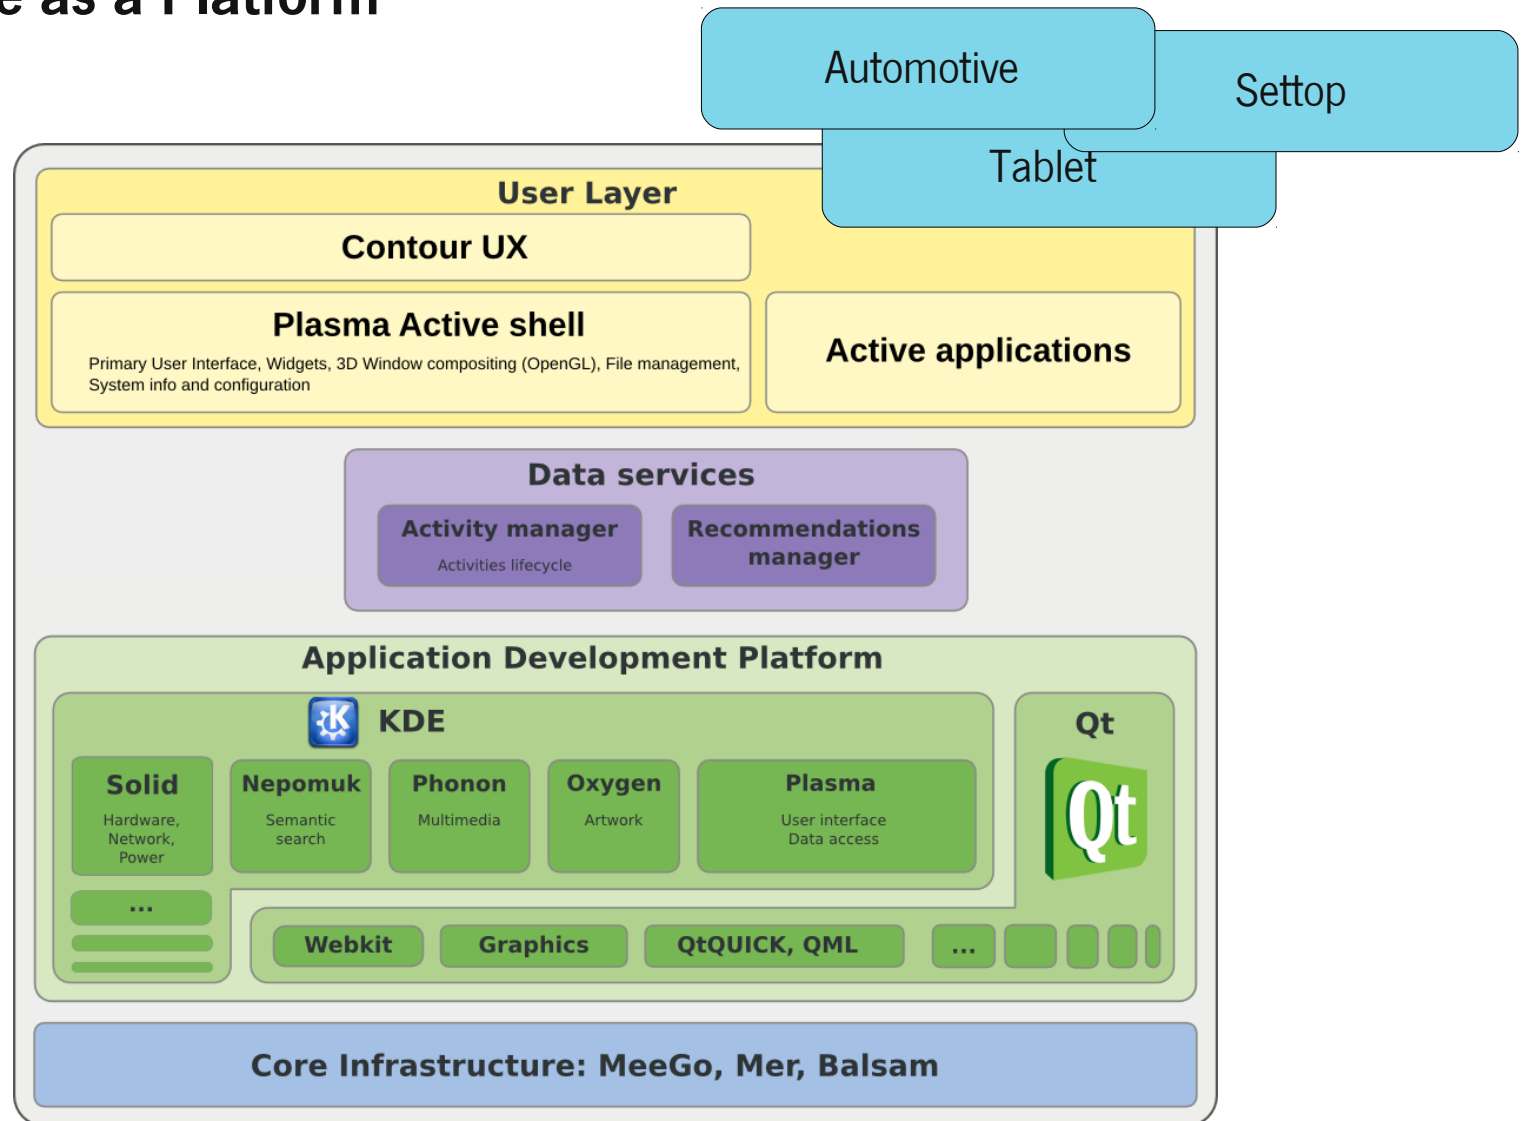 e as a Platform
Automotive
Settop
Tablet
User Layer
Contour UX
Plasma Active shell
Primary User Interface, Widgets, 3D Window compositing (OpenGL), File management,
System info and configuration
Active applications
Data services
Activity manager
Activities lifecycle
Recommendations
manager
Application Development Platform
K
KDE
Qt
Solid
Hardware,
Network,
Power
Nepomuk
Semantic
search
Phonon
Multimedia
Oxygen
Artwork
Plasma
User interface
Data access
Qt
...
Webkit
Graphics
QtQUICK, QML
...
Core Infrastructure: MeeGo, Mer, Balsam